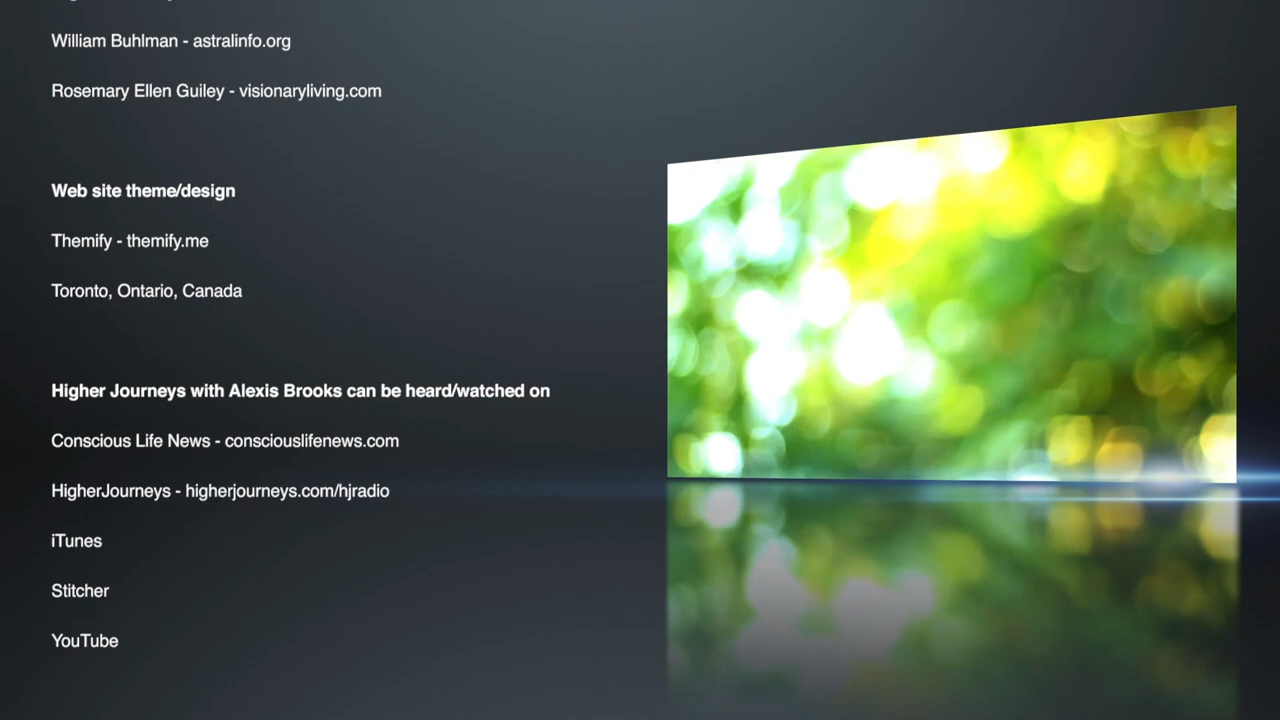 William Buhlman - astralinfo.org
Rosemary Ellen Guiley - visionaryliving.com
Web site theme/design
Themify - themify.me
Toronto, Ontario, Canada
Higher Journeys with Alexis Brooks can be heard/watched on
Conscious Life News - consciouslifenews.com
HigherJourneys - higherjourneys.com/hjradio
iTunes
Stitcher
YouTube